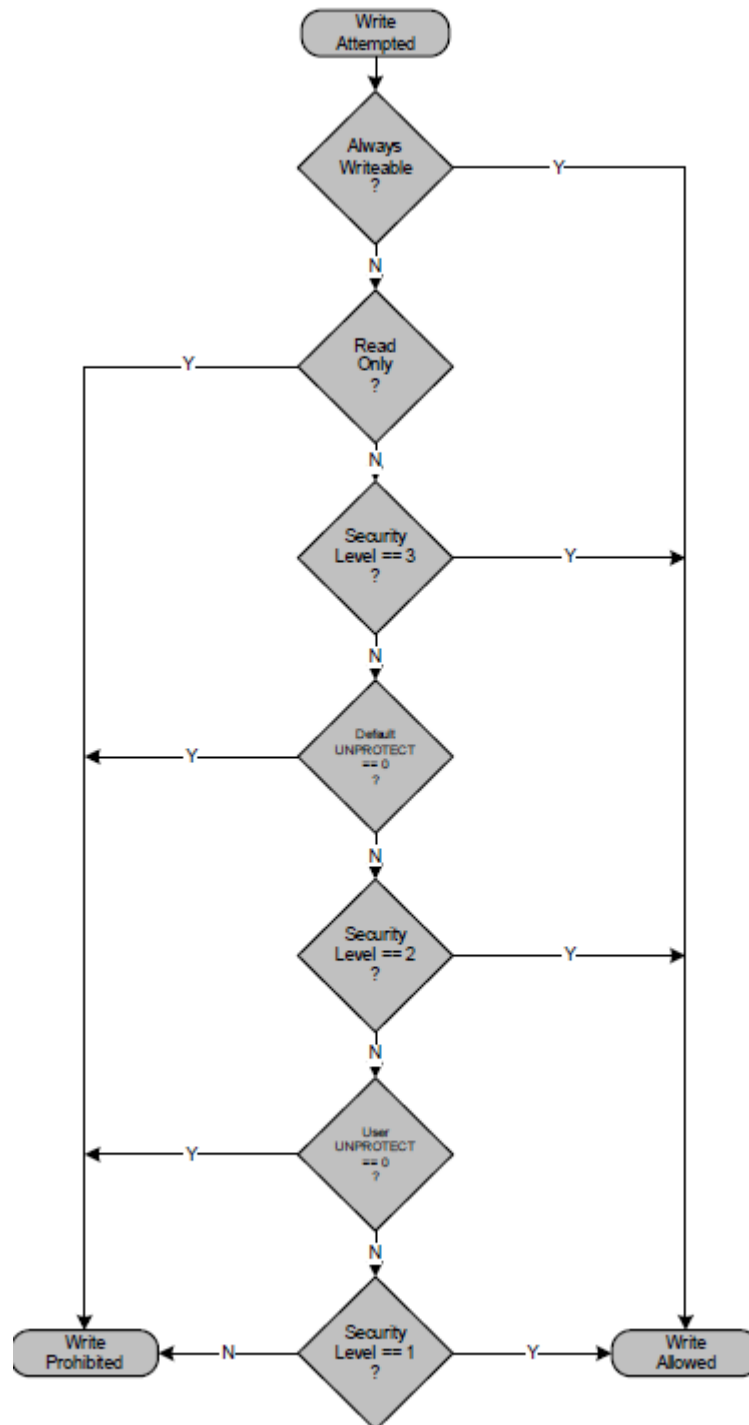 Write
Attempted
Always
Writeable
?
Y
N
Read
Only
?
Y
N
Security
Level == 3
?
Y
N
Default
UNPROTECT
== 0
?
Y
N
Security
Level == 2
?
Y
N
User
UNPROTECT
== 0
?
Y
N
Write
Prohibited
N
Security
Level == 1
?
Y
Write
Allowed